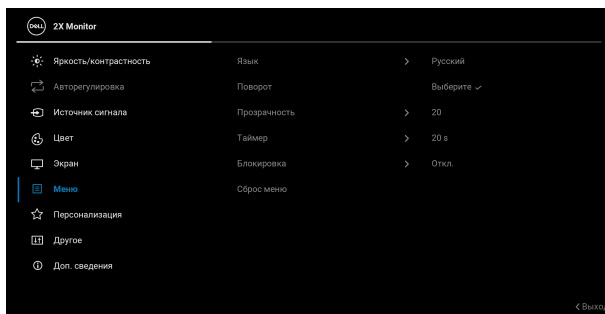 DELL 2X Monitor
Яркость/контрастность Язык Русский
Авторегулировка Поворот Выберите
Источник сигнала Прозрачность 20
Цвет Таймер 20 s
Экран Блокировка Откл.
Меню Сброс меню
Персонализация
Другое
Доп. сведения
Выход